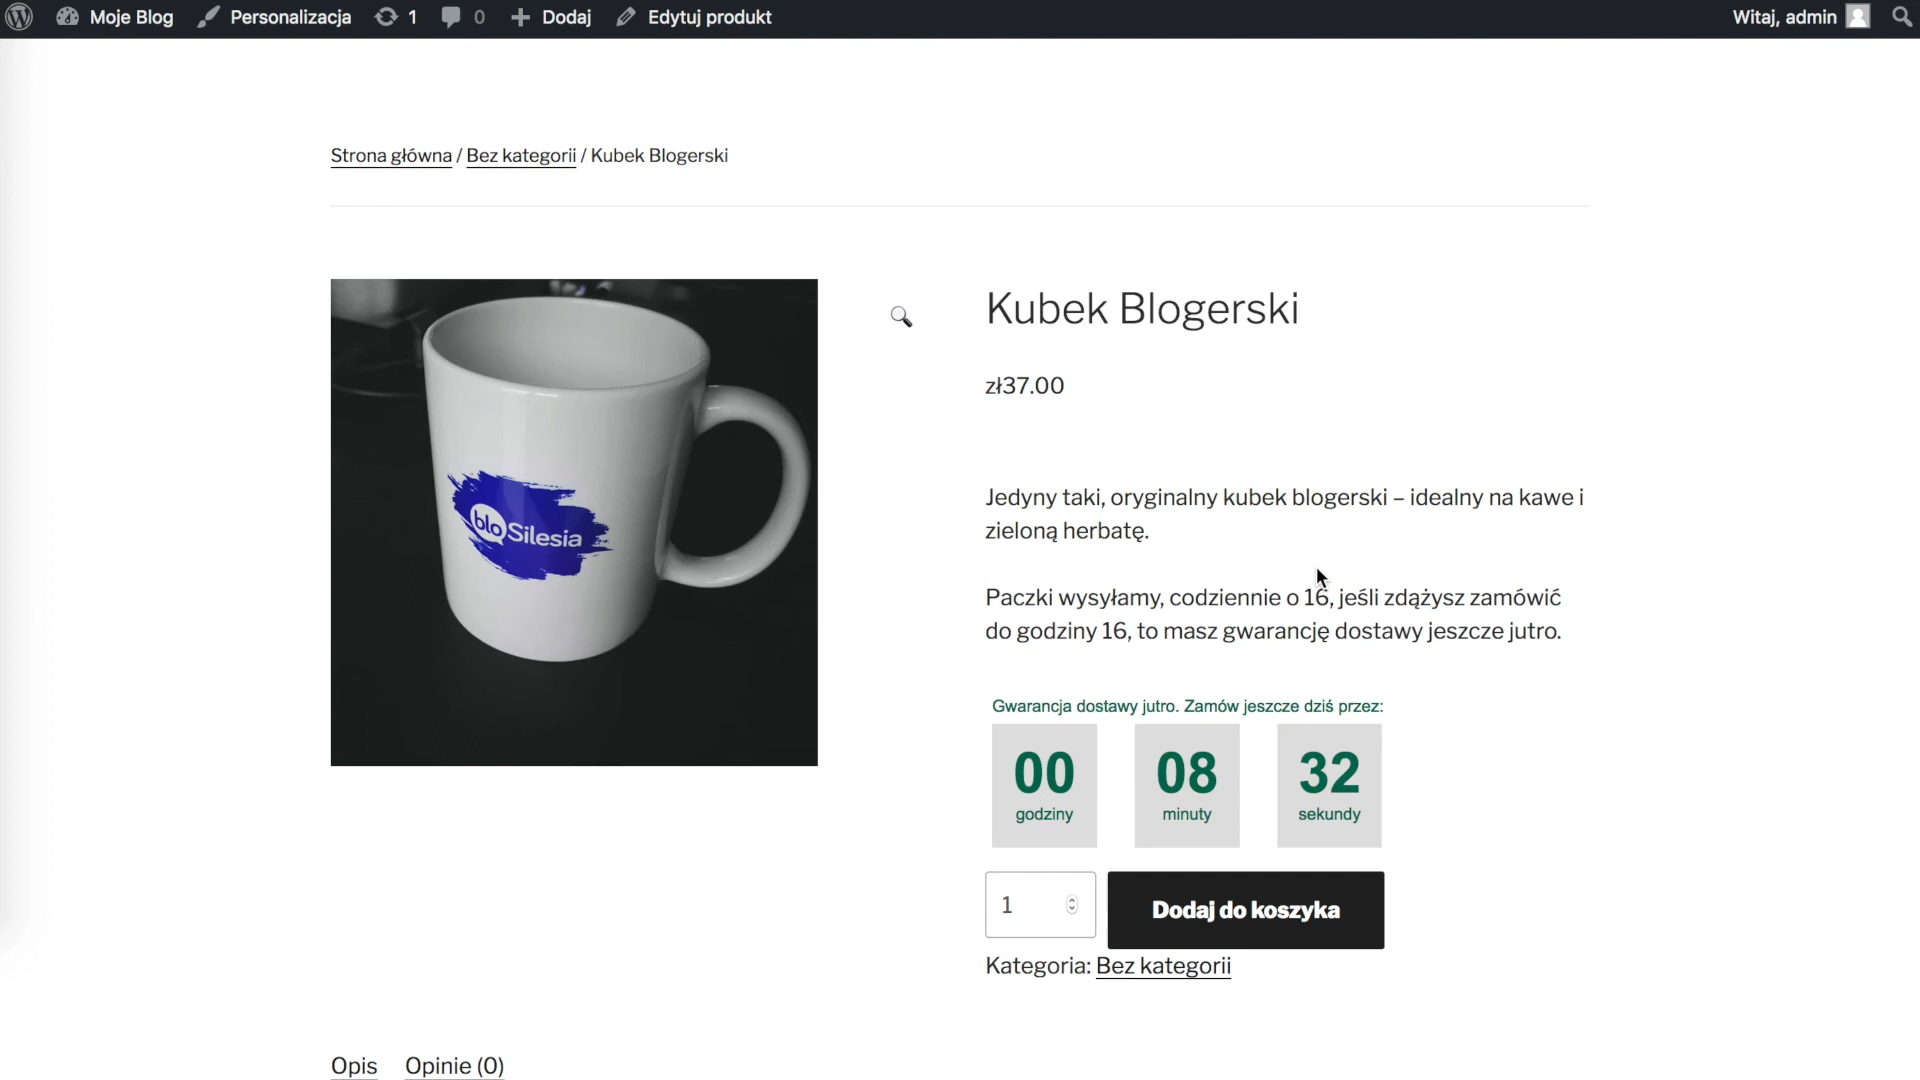 Moje Blog Personalizacja 1 0 Dodaj Edytuj produkt Witaj, admin
Strona główna / Bez kategorii / Kubek Blogerski
Kubek Blogerski
zł37.00
Jedyny taki, oryginalny kubek blogerski – idealny na kawe i
zieloną herbatę.
Paczki wysyłamy, codziennie o 16, jeśli zdążysz zamówić
do godziny 16, to masz gwarancję dostawy jeszcze jutro.
blo Silesia
Gwarancja dostawy jutro. Zamów jeszcze dziś przez:
00 08 32
godziny minuty sekundy
1 Dodaj do koszyka
Kategoria: Bez kategorii
Opis Opinie (0)